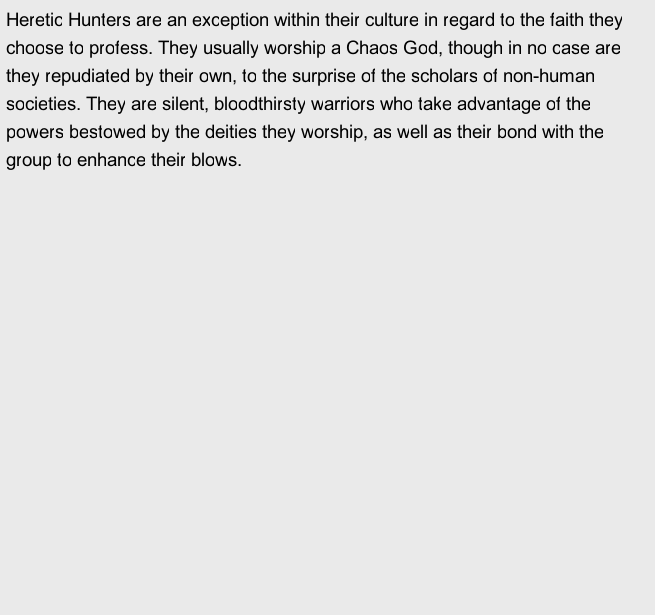 Heretic Hunters are an exception within their culture in regard to the faith they
choose to profess. They usually worship a Chaos God, though in no case are
they repudiated by their own, to the surprise of the scholars of non-human
societies. They are silent, bloodthirsty warriors who take advantage of the
powers bestowed by the deities they worship, as well as their bond with the
group to enhance their blows.